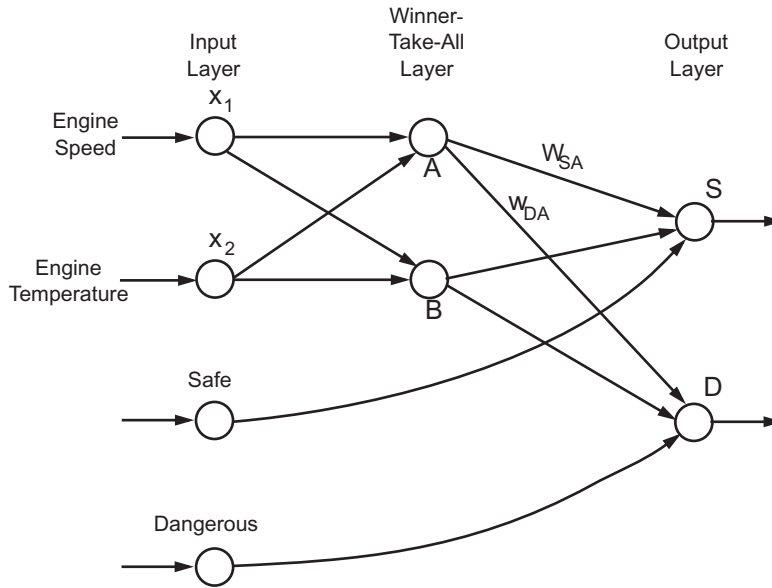 Winner-
Take-All
Layer
Input
Layer
Output
Layer
x1
Engine
Speed
A
WSA
S
wDA
x2
Engine
Temperature
B
Safe
D
Dangerous